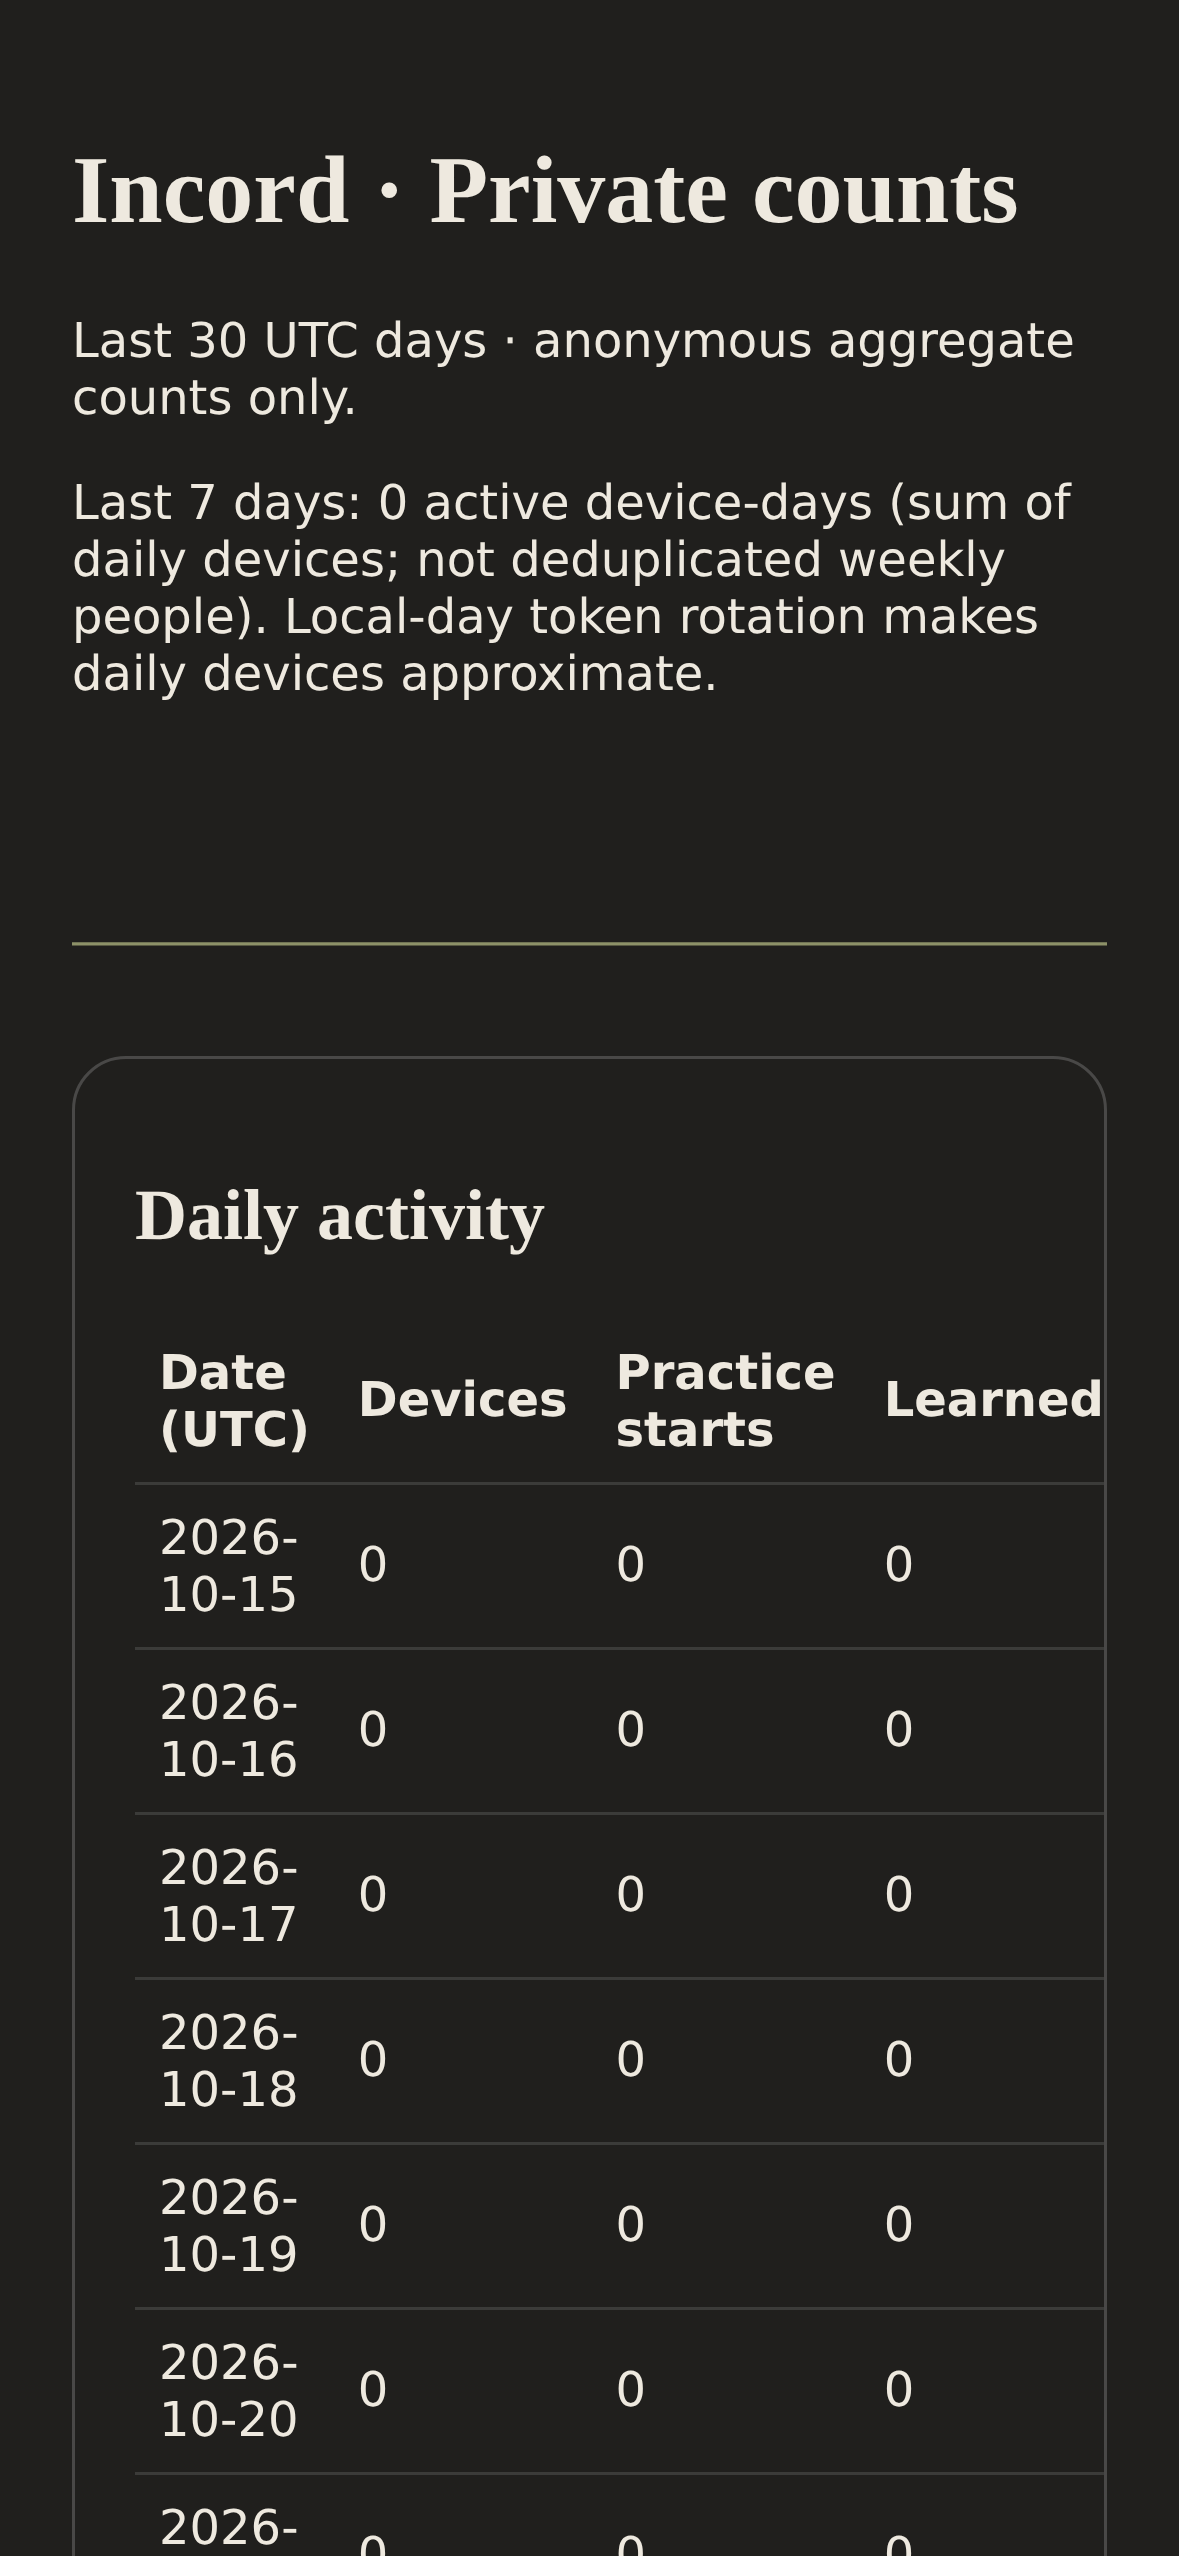 Incord · Private counts
Last 30 UTC days · anonymous aggregate
counts only.
Last 7 days: 0 active device-days (sum of
daily devices; not deduplicated weekly
people). Local-day token rotation makes
daily devices approximate.
Daily activity
Date (UTC) Devices Practice starts Learned
2026-10-15 0 0 0
2026-10-16 0 0 0
2026-10-17 0 0 0
2026-10-18 0 0 0
2026-10-19 0 0 0
2026-10-20 0 0 0
2026- 0 0 0